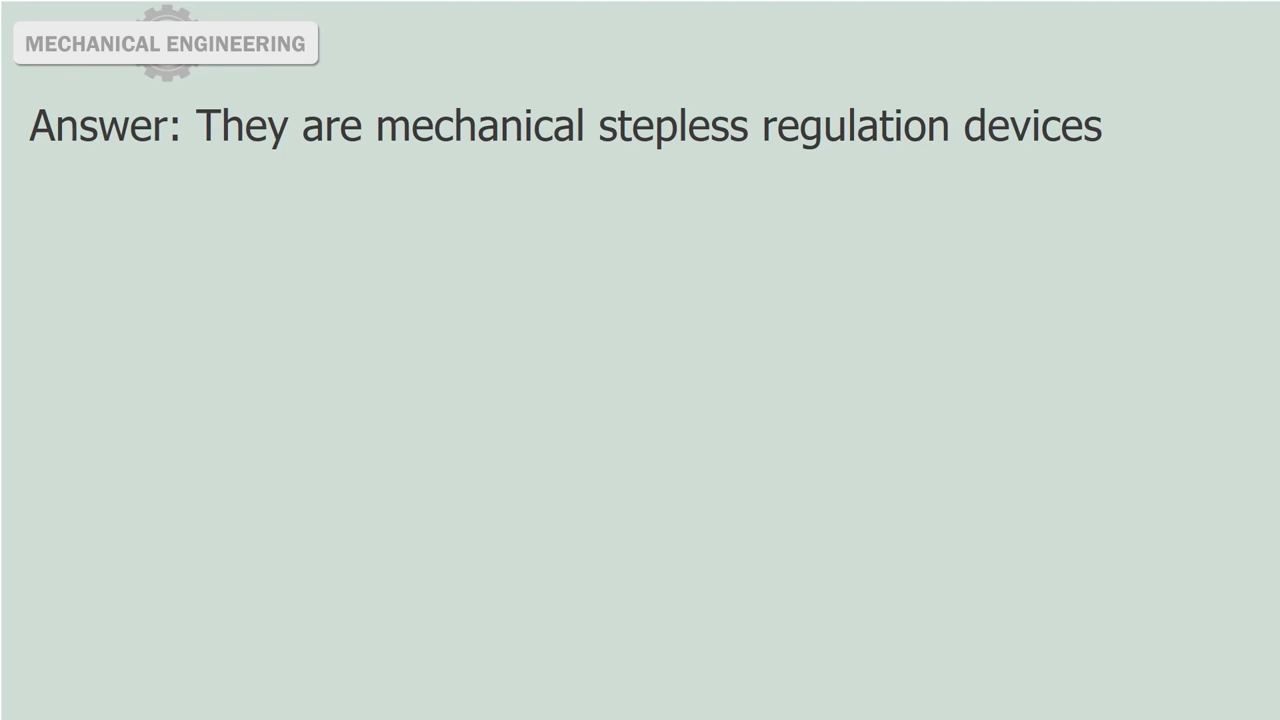 MECHANICAL ENGINEERING
Answer: They are mechanical stepless regulation devices